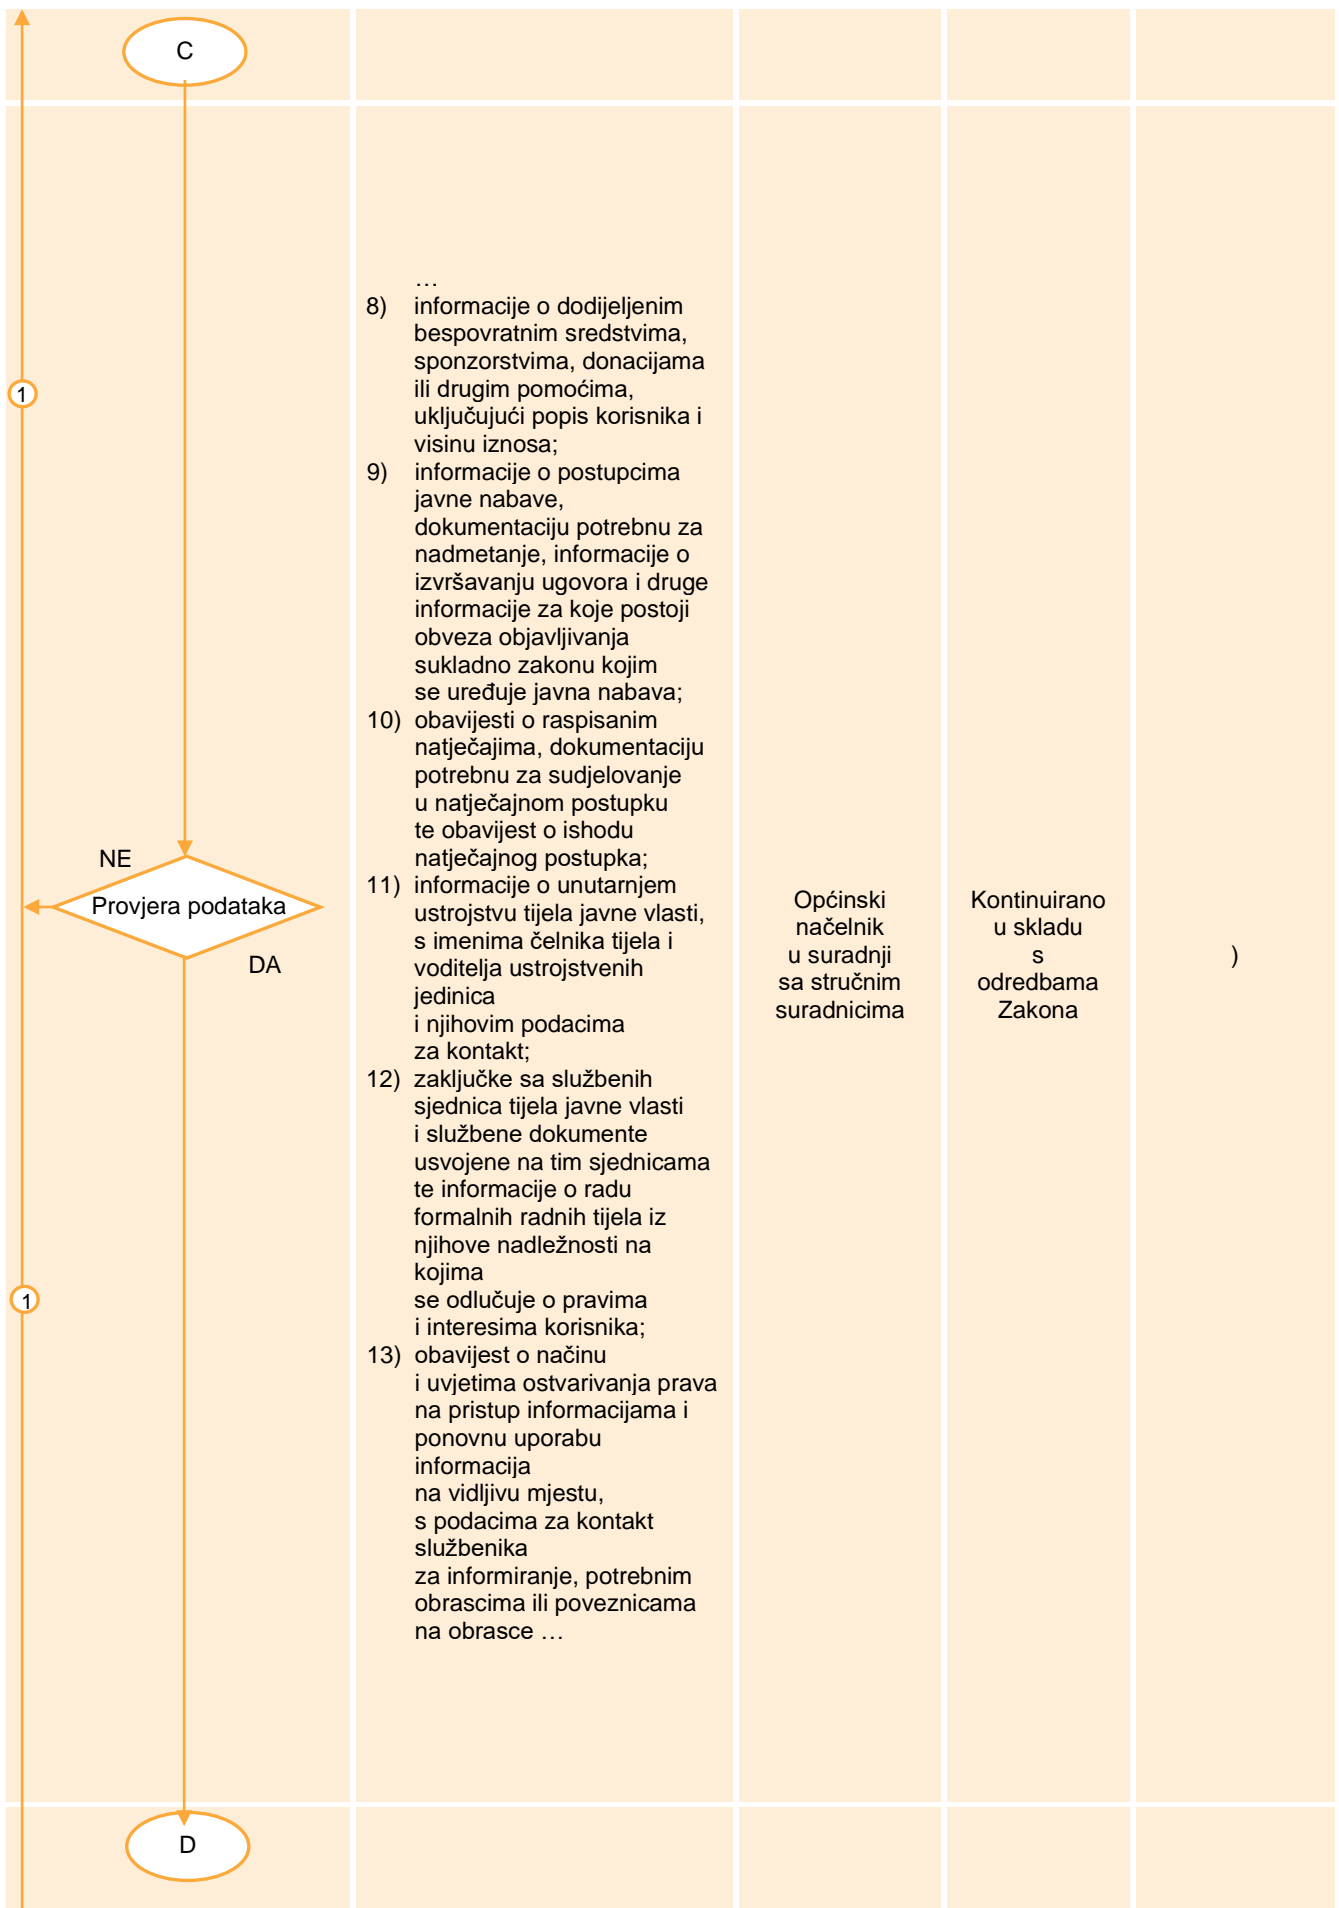 C
1
NE
Provjera podataka
DA
1
D
…
8) informacije o dodijeljenim
bespovratnim sredstvima,
sponzorstvima, donacijama
ili drugim pomoćima,
uključujući popis korisnika i
visinu iznosa;
9) informacije o postupcima
javne nabave,
dokumentaciju potrebnu za
nadmetanje, informacije o
izvršavanju ugovora i druge
informacije za koje postoji
obveza objavljivanja
sukladno zakonu kojim
se uređuje javna nabava;
10) obavijesti o raspisanim
natječajima, dokumentaciju
potrebnu za sudjelovanje
u natječajnom postupku
te obavijest o ishodu
natječajnog postupka;
11) informacije o unutarnjem
ustrojstvu tijela javne vlasti,
s imenima čelnika tijela i
voditelja ustrojstvenih
jedinica
i njihovim podacima
za kontakt;
12) zaključke sa službenih
sjednica tijela javne vlasti
i službene dokumente
usvojene na tim sjednicama
te informacije o radu
formalnih radnih tijela iz
njihove nadležnosti na
kojima
se odlučuje o pravima
i interesima korisnika;
13) obavijest o načinu
i uvjetima ostvarivanja prava
na pristup informacijama i
ponovnu uporabu
informacija
na vidljivu mjestu,
s podacima za kontakt
službenika
za informiranje, potrebnim
obrascima ili poveznicama
na obrasce …
Općinski
načelnik
u suradnji
sa stručnim
suradnicima
Kontinuirano
u skladu
s
odredbama
Zakona
)